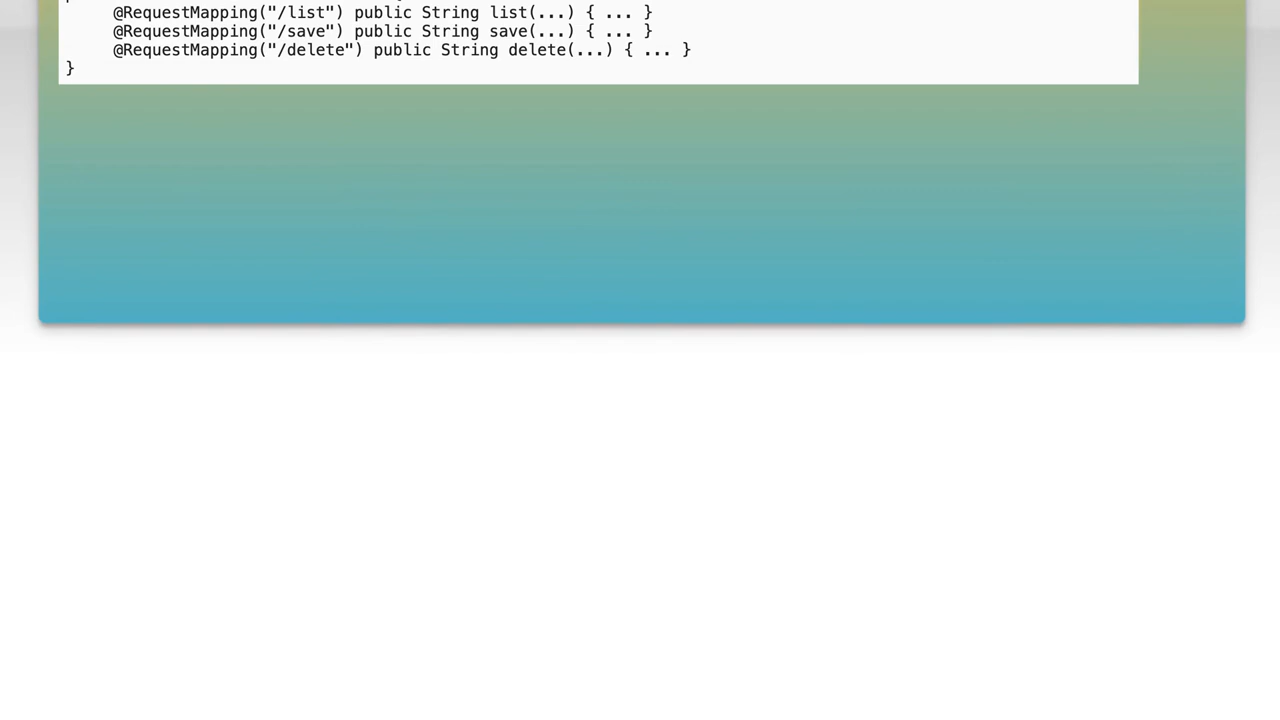 @RequestMapping("/list") public String list(...) { ... }
@RequestMapping("/save") public String save(...) { ... }
@RequestMapping("/delete") public String delete(...) { ... }
}